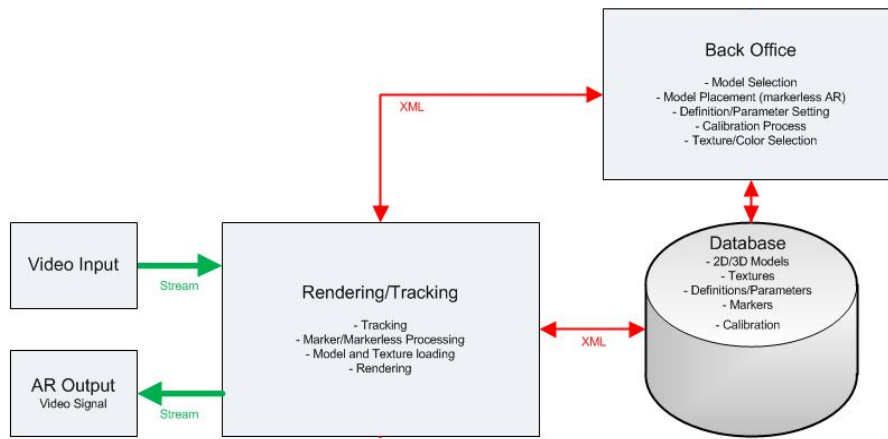 Back Office
- Model Selection
- Model Placement (markerless AR)
- Definition/Parameter Setting
- Calibration Process
- Texture/Color Selection
XML
Video Input
Stream
Rendering/Tracking
- Tracking
- Marker/Markerless Processing
- Model and Texture loading
- Rendering
XML
Database
- 2D/3D Models
- Textures
- Definitions/Parameters
- Markers
- Calibration
AR Output
Video Signal
Stream